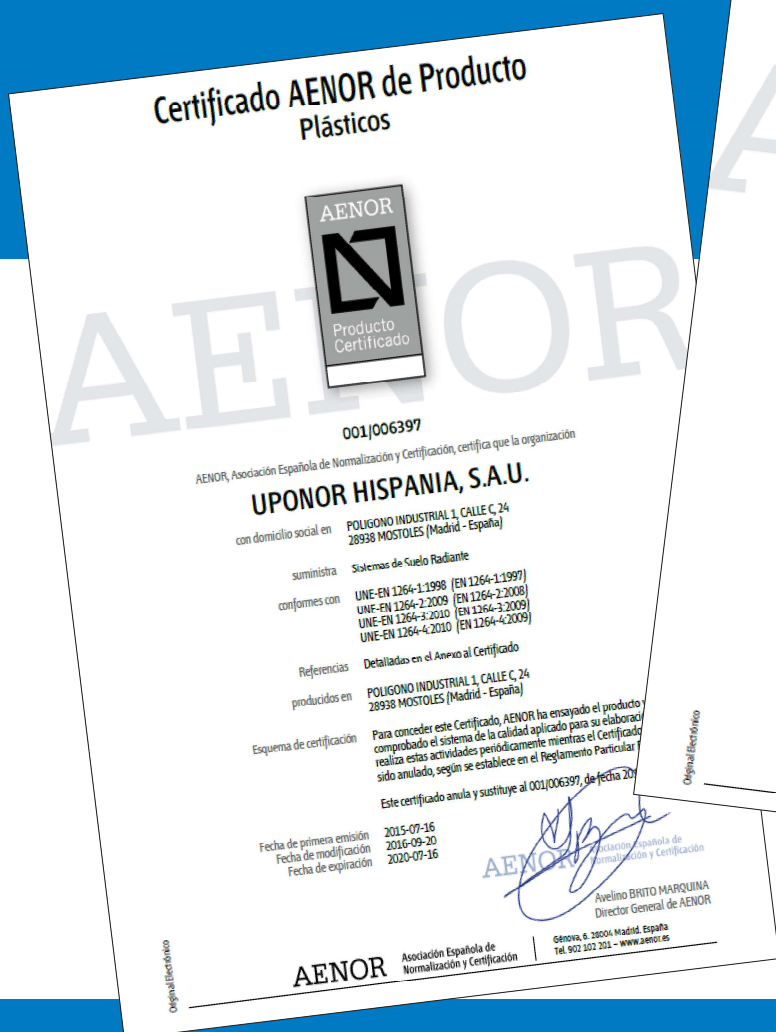 Certificado AENOR de Producto
Plásticos
AENOR
Producto
Certificado
AENOR
001/006397
AENOR, Asociación Española de Normalización y Certificación, certifica que la organización
UPONOR HISPANIA, S.A.U.
con domicilio social en POLIGONO INDUSTRIAL 1, CALLE C, 24
28938 MOSTOLES (Madrid - España)
suministra Sistemas de Suelo Radiante
conformes con UNE-EN 1264-1:1998 (EN 1264-1:1997)
UNE-EN 1264-2:2009 (EN 1264-2:2008)
UNE-EN 1264-3:2010 (EN 1264-3:2009)
UNE-EN 1264-4:2010 (EN 1264-4:2009)
Referencias Detalladas en el Anexo al Certificado
producidos en POLIGONO INDUSTRIAL 1, CALLE C, 24
28938 MOSTOLES (Madrid - España)
Esquema de certificación Para conceder este Certificado, AENOR ha ensayado el producto y
comprobado el sistema de la calidad aplicado para su
realiza estas actividades periódicamente mientras el Certificado
sido anulado, según se establece en el Reglamento Particular
Este certificado anula y sustituye al 001/006397, de fecha
Fecha de primera emisión 2015-07-16
Fecha de modificación 2016-09-20
Fecha de expiración 2020-07-16
AENOR Asociación Española de
Normalización y Certificación
Avelino BRITO MARQUINA
Director General de AENOR
Original Electrónico
AENOR Asociación Española de
Normalización y Certificación
Génova, 6. 28004 Madrid. España
Tel. 902 102 201 – www.aenor.es
Original Electrónico